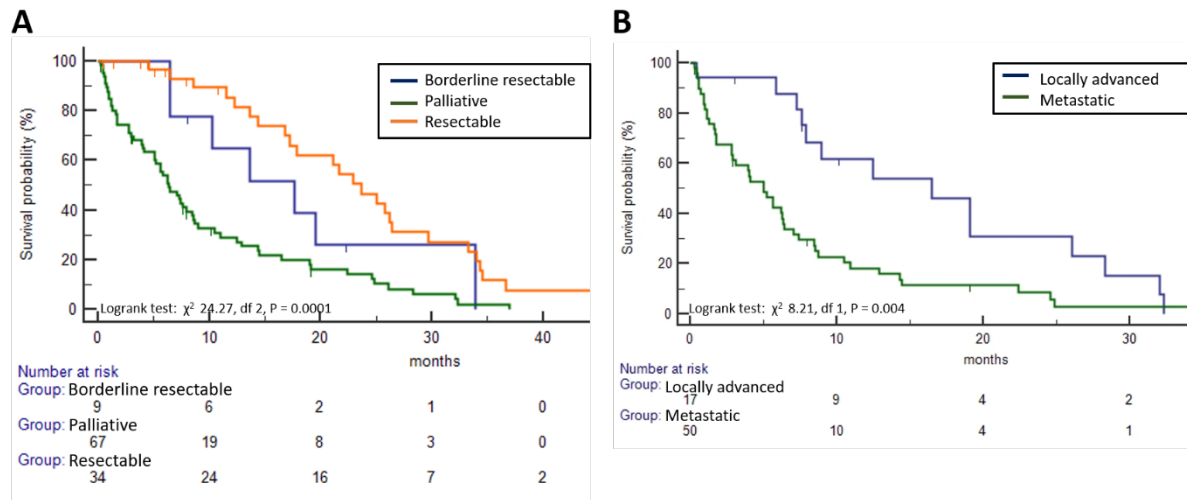 A
Survival probability (%)
100
80
60
40
20
0
Borderline resectable
Palliative
Resectable
Logrank test: χ² 24.27, df 2, P = 0.0001
0 10 20 30 40
months
Number at risk
Group: Borderline resectable
9 6 2 1 0
Group: Palliative
67 19 8 3 0
Group: Resectable
34 24 16 7 2
B
Survival probability (%)
100
80
60
40
20
0
Locally advanced
Metastatic
Logrank test: χ² 8.21, df 1, P = 0.004
0 10 20 30
months
Number at risk
Group: Locally advanced
17 9 4 2
Group: Metastatic
50 10 4 1